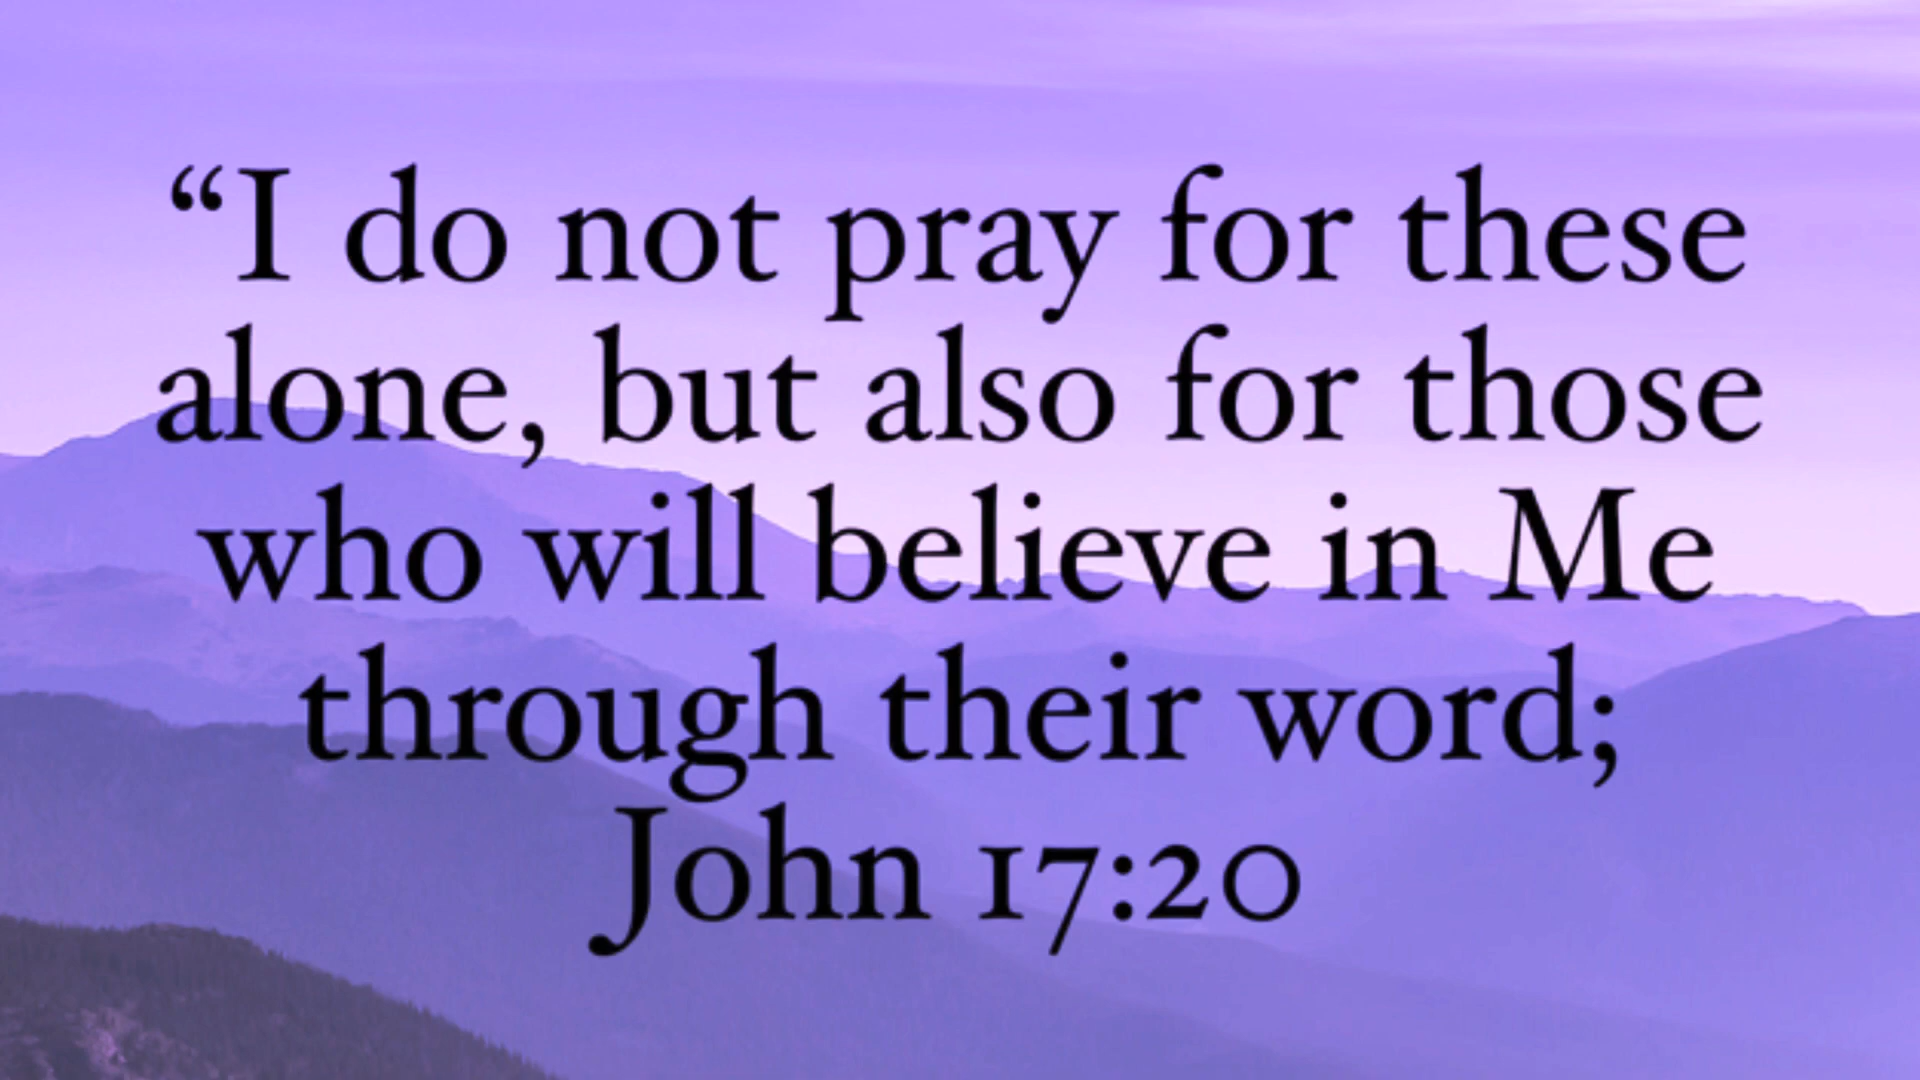 “I do not pray for these
alone, but also for those
who will believe in Me
through their word;
John 17:20